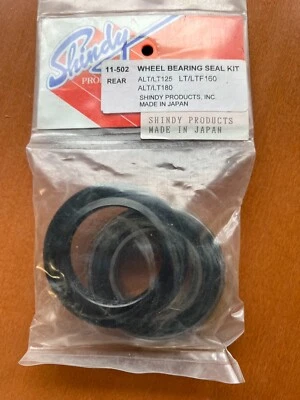 Shindy
PRO
11-502 WHEEL BEARING SEAL KIT
REAR ALT/LT125 LT/LTF160
ALT/LT180
SHINDY PRODUCTS, INC.
MADE IN JAPAN
SHINDY PRODUCTS
MADE IN JAPAN